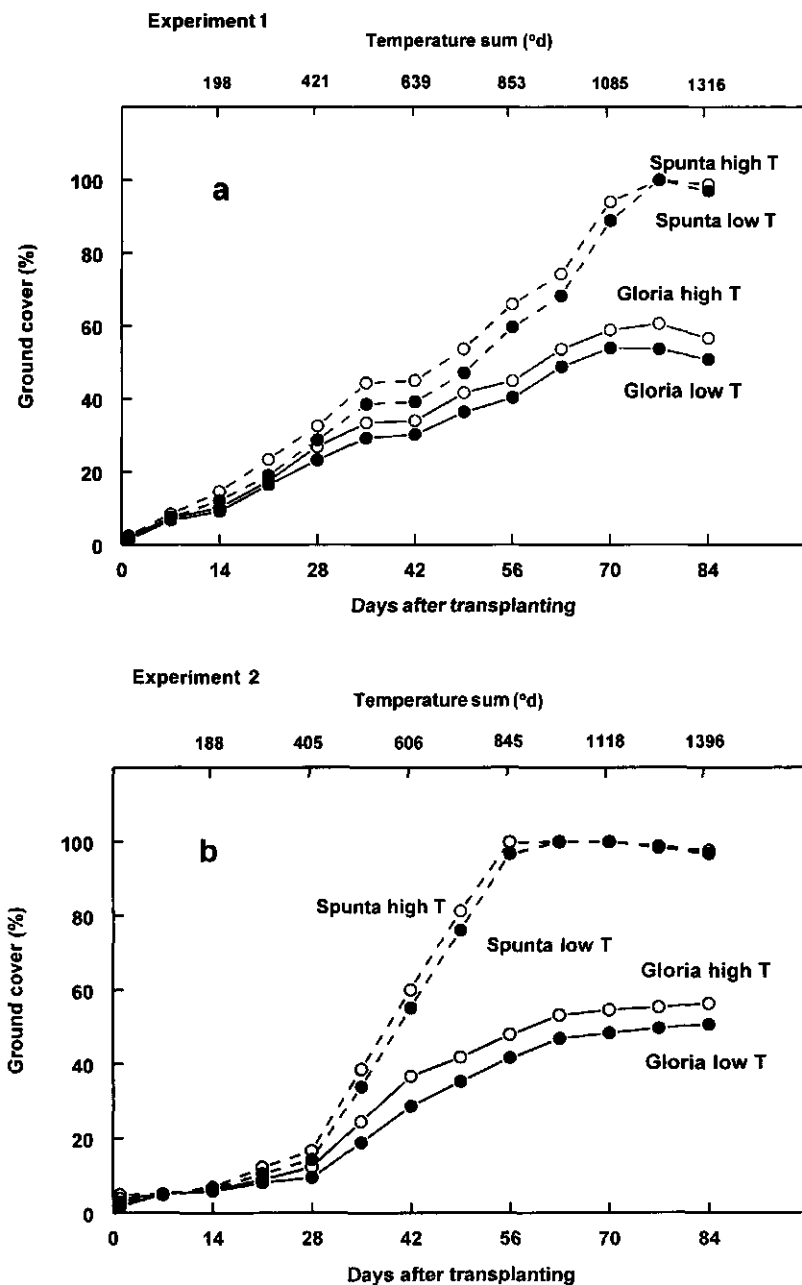 Experiment 1
Temperature sum (ºd)
198 421 639 853 1085 1316
a
Spunta high T
Spunta low T
Gloria high T
Gloria low T
Ground cover (%)
100
80
60
40
20
0
0 14 28 42 56 70 84
Days after transplanting
Experiment 2
Temperature sum (ºd)
188 405 606 845 1118 1396
b
Spunta high T
Spunta low T
Gloria high T
Gloria low T
Ground cover (%)
100
80
60
40
20
0
0 14 28 42 56 70 84
Days after transplanting